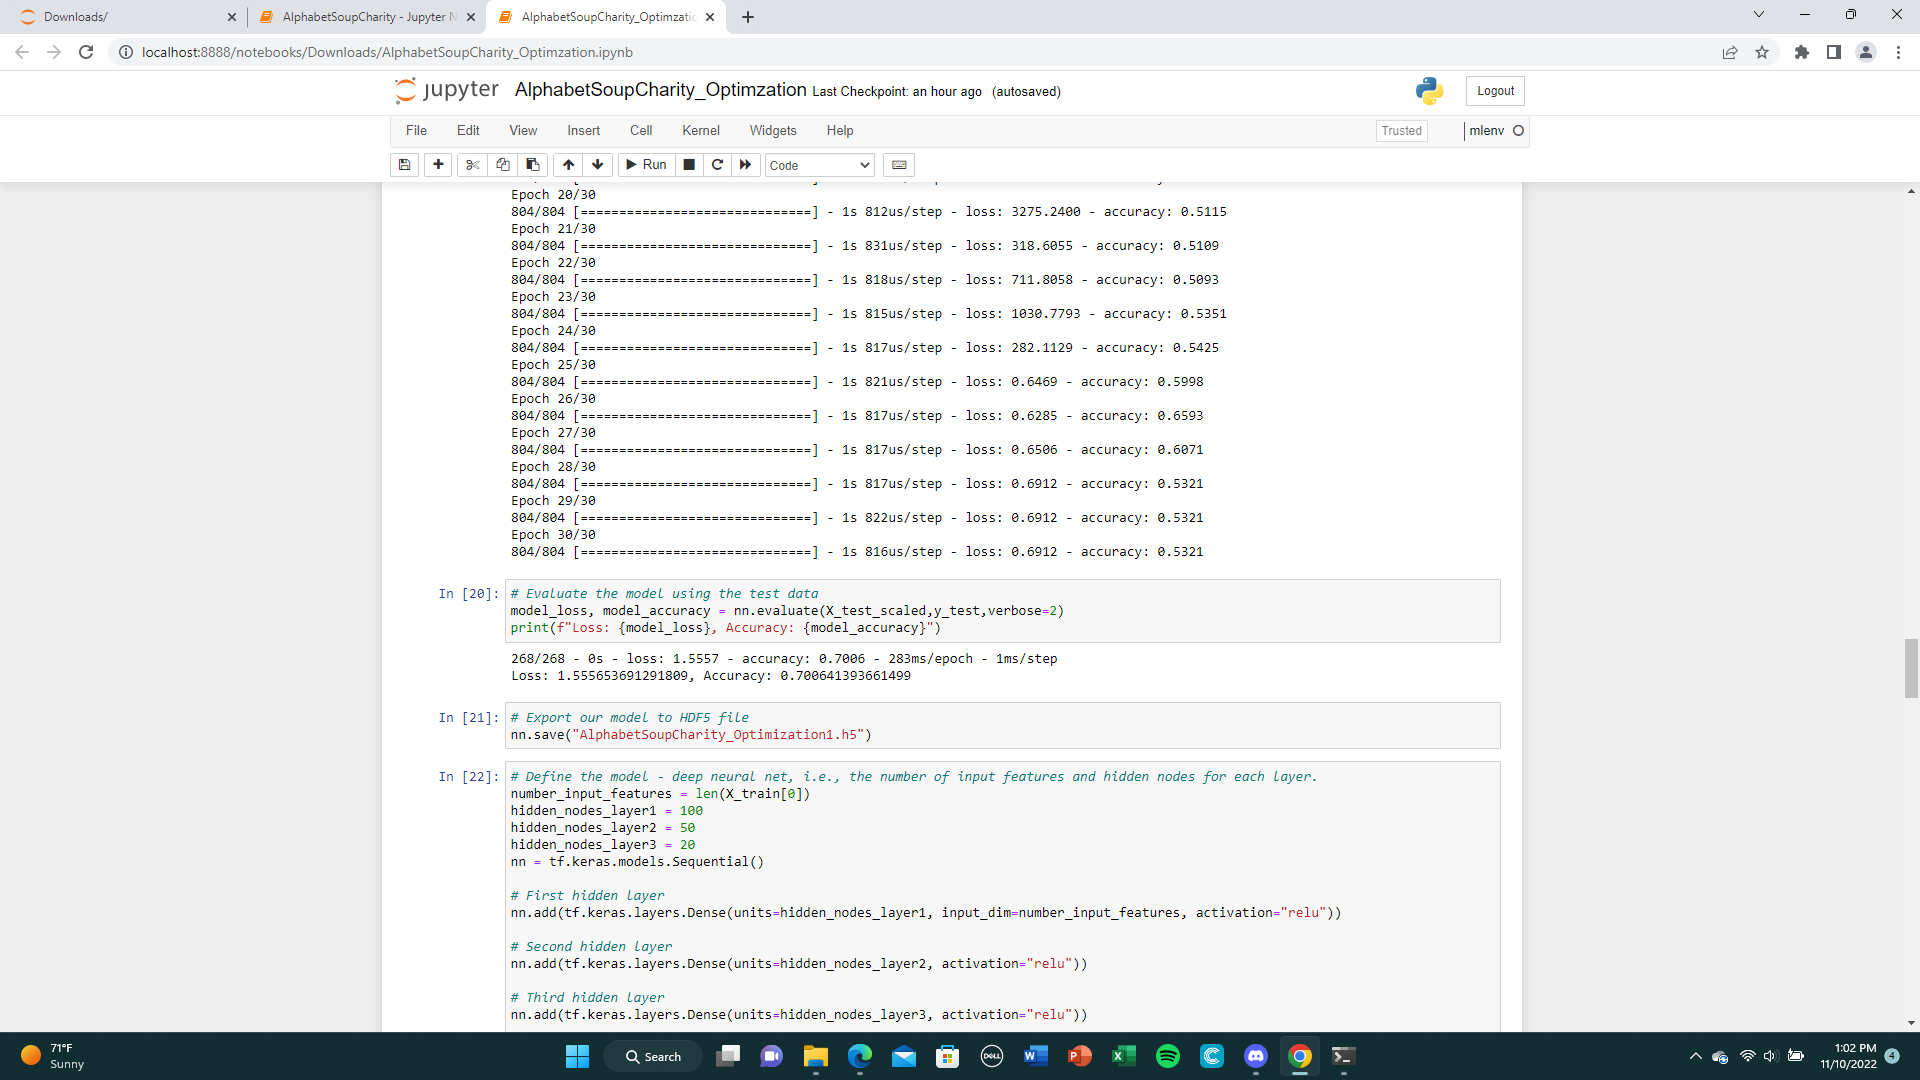 Downloads/
AlphabetSoupCharity - Jupyter N
AlphabetSoupCharity_Optimzatio
localhost:8888/notebooks/Downloads/AlphabetSoupCharity_Optimzation.ipynb
jupyter AlphabetSoupCharity_Optimzation Last Checkpoint: an hour ago (autosaved)
Logout
File Edit View Insert Cell Kernel Widgets Help
Trusted
mlenv
Run
Code
Epoch 20/30
804/804 [==============================] - 1s 812us/step - loss: 3275.2400 - accuracy: 0.5115
Epoch 21/30
804/804 [==============================] - 1s 831us/step - loss: 318.6055 - accuracy: 0.5109
Epoch 22/30
804/804 [==============================] - 1s 818us/step - loss: 711.8058 - accuracy: 0.5093
Epoch 23/30
804/804 [==============================] - 1s 815us/step - loss: 1030.7793 - accuracy: 0.5351
Epoch 24/30
804/804 [==============================] - 1s 817us/step - loss: 282.1129 - accuracy: 0.5425
Epoch 25/30
804/804 [==============================] - 1s 821us/step - loss: 0.6469 - accuracy: 0.5998
Epoch 26/30
804/804 [==============================] - 1s 817us/step - loss: 0.6285 - accuracy: 0.6593
Epoch 27/30
804/804 [==============================] - 1s 817us/step - loss: 0.6506 - accuracy: 0.6071
Epoch 28/30
804/804 [==============================] - 1s 817us/step - loss: 0.6912 - accuracy: 0.5321
Epoch 29/30
804/804 [==============================] - 1s 822us/step - loss: 0.6912 - accuracy: 0.5321
Epoch 30/30
804/804 [==============================] - 1s 816us/step - loss: 0.6912 - accuracy: 0.5321
In [20]: # Evaluate the model using the test data
model_loss, model_accuracy = nn.evaluate(X_test_scaled,y_test,verbose=2)
print(f"Loss: {model_loss}, Accuracy: {model_accuracy}")
268/268 - 0s - loss: 1.5557 - accuracy: 0.7006 - 283ms/epoch - 1ms/step
Loss: 1.555653691291809, Accuracy: 0.700641393661499
In [21]: # Export our model to HDF5 file
nn.save("AlphabetSoupCharity_Optimization1.h5")
In [22]: # Define the model - deep neural net, i.e., the number of input features and hidden nodes for each layer.
number_input_features = len(X_train[0])
hidden_nodes_layer1 = 100
hidden_nodes_layer2 = 50
hidden_nodes_layer3 = 20
nn = tf.keras.models.Sequential()
# First hidden layer
nn.add(tf.keras.layers.Dense(units=hidden_nodes_layer1, input_dim=number_input_features, activation="relu"))
# Second hidden layer
nn.add(tf.keras.layers.Dense(units=hidden_nodes_layer2, activation="relu"))
# Third hidden layer
nn.add(tf.keras.layers.Dense(units=hidden_nodes_layer3, activation="relu"))
71°F
Sunny
Search
DELL
1:02 PM
11/10/2022
4